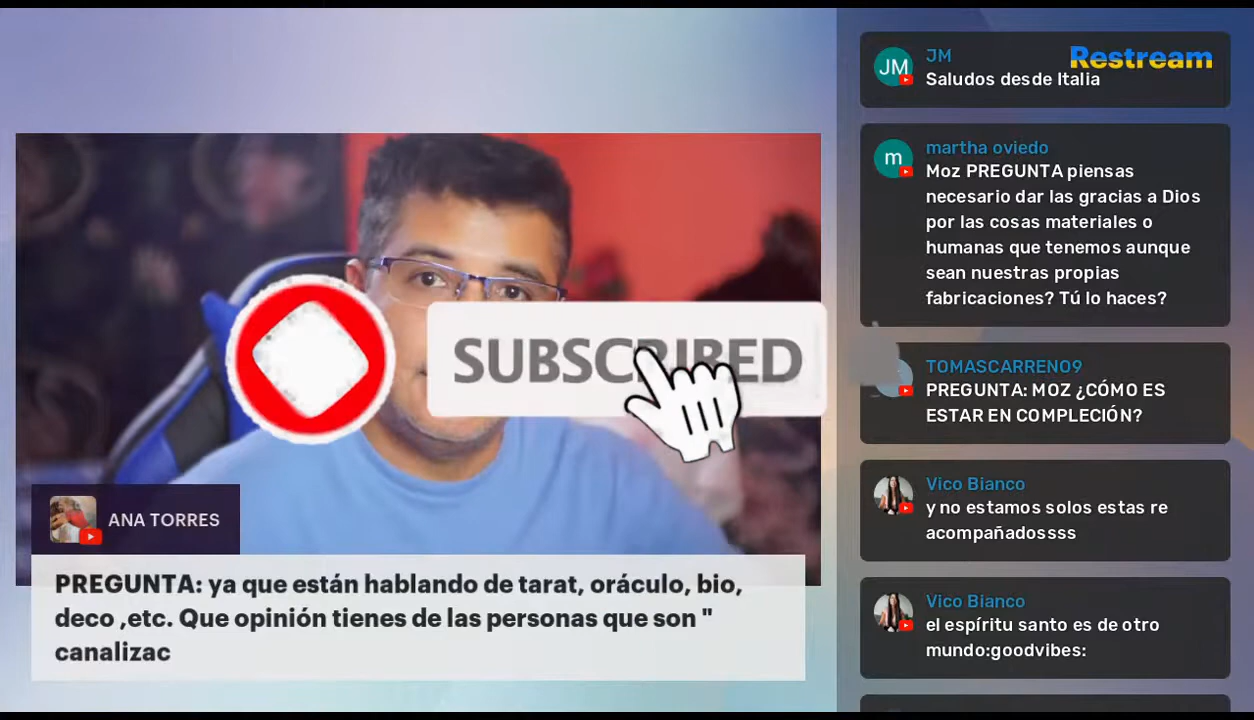 JM
JM
Restream
Saludos desde Italia
m
martha oviedo
Moz PREGUNTA piensas
necesario dar las gracias a Dios
por las cosas materiales o
humanas que tenemos aunque
sean nuestras propias
fabricaciones? Tú lo haces?
TOMASCARRENO9
PREGUNTA: MOZ ¿CÓMO ES
ESTAR EN COMPLECIÓN?
Vico Bianco
y no estamos solos estas re
acompañadossss
Vico Bianco
el espíritu santo es de otro
mundo:goodvibes:
SUBSCRIBED
ANA TORRES
PREGUNTA: ya que están hablando de tarat, oráculo, bio,
deco ,etc. Que opinión tienes de las personas que son "
canalizac